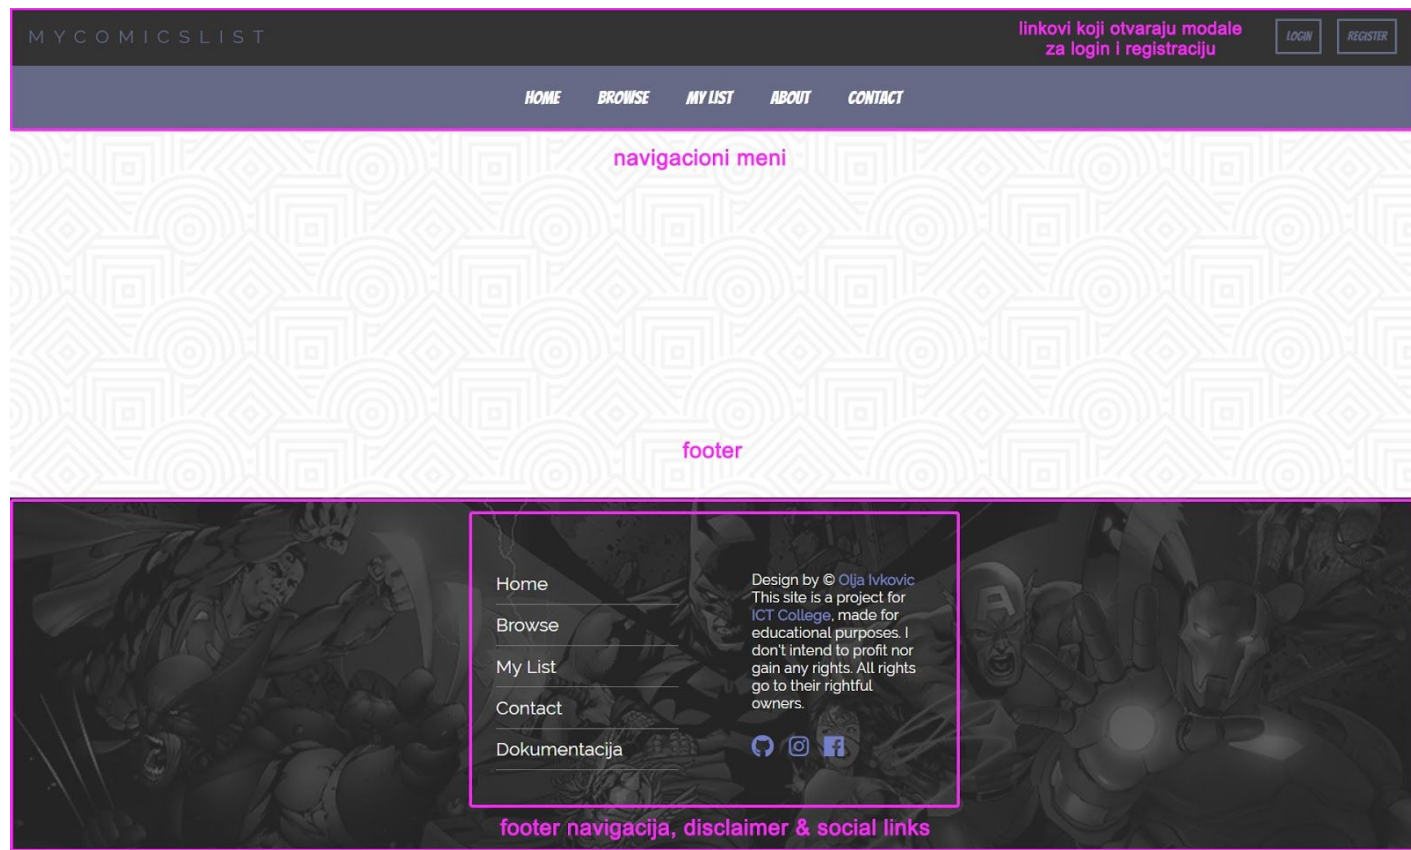 MYCOMICSLIST
linkovi koji otvaraju modale
za login i registraciju
LOGIN
REGISTER
HOME BROWSE MY LIST ABOUT CONTACT
navigacioni meni
footer
Home
Browse
My List
Contact
Dokumentacija
Design by © Olja Ivkovic
This site is a project for
ICT College, made for
educational purposes. I
don't intend to profit nor
gain any rights. All rights
go to their rightful
owners.
footer navigacija, disclaimer & social links